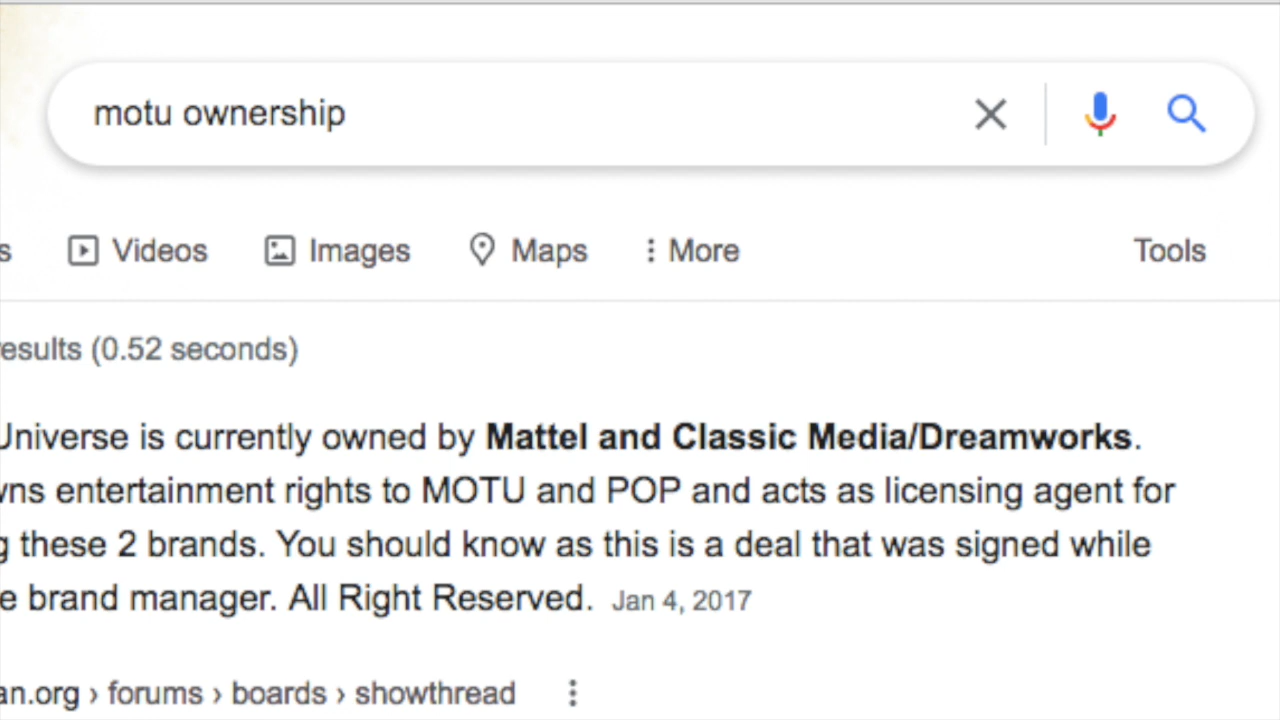 motu ownership
s Videos Images Maps More Tools
results (0.52 seconds)
Universe is currently owned by Mattel and Classic Media/Dreamworks.
wns entertainment rights to MOTU and POP and acts as licensing agent for
g these 2 brands. You should know as this is a deal that was signed while
e brand manager. All Right Reserved. Jan 4, 2017
an.org › forums › boards › showthread